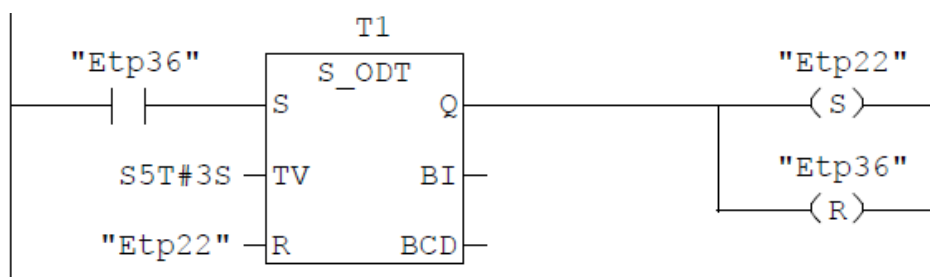 T1
"Etp36"
S_ODT
"Etp22"
S
Q
S
S5T#3S
TV
BI
"Etp36"
"Etp22"
R
BCD
R